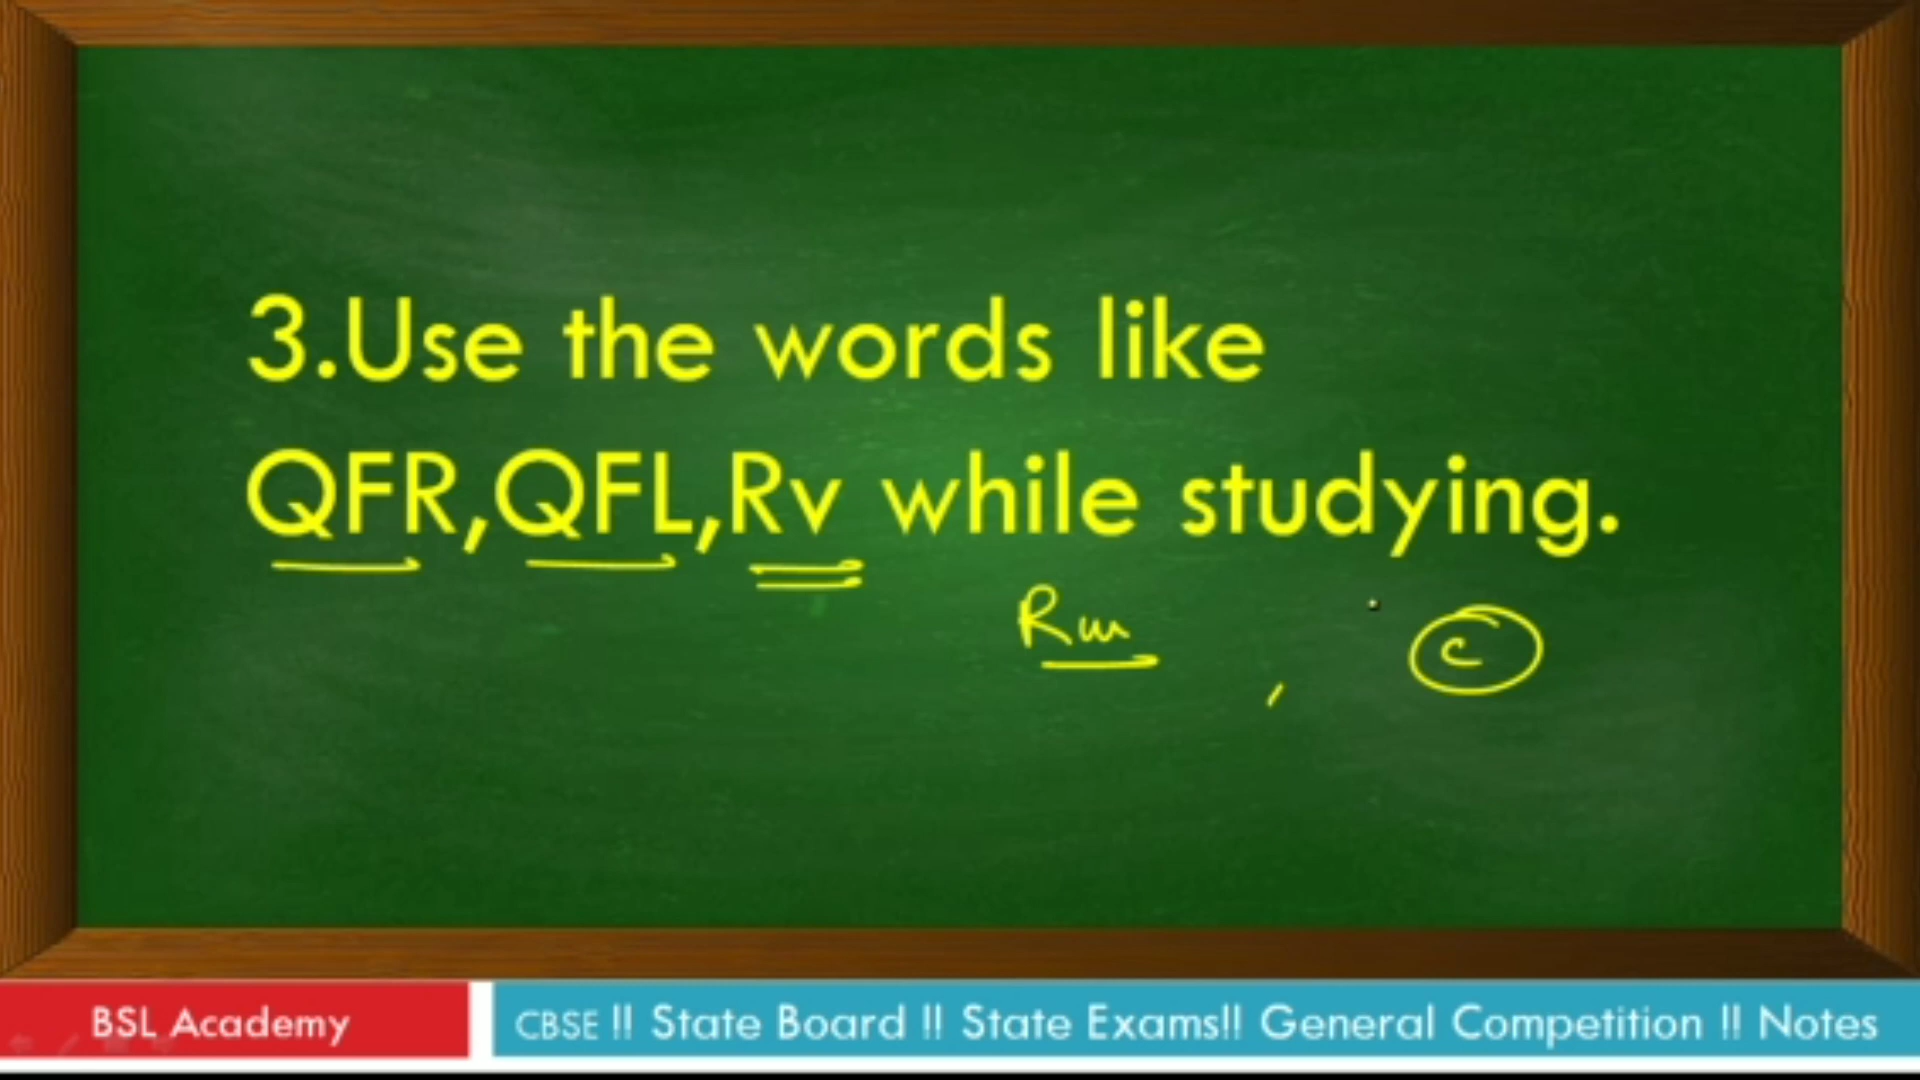 3.Use the words like
QFR,QFL,Rv while studying.
Rm
c
BSL Academy
CBSE !! State Board !! State Exams!! General Competition !! Notes